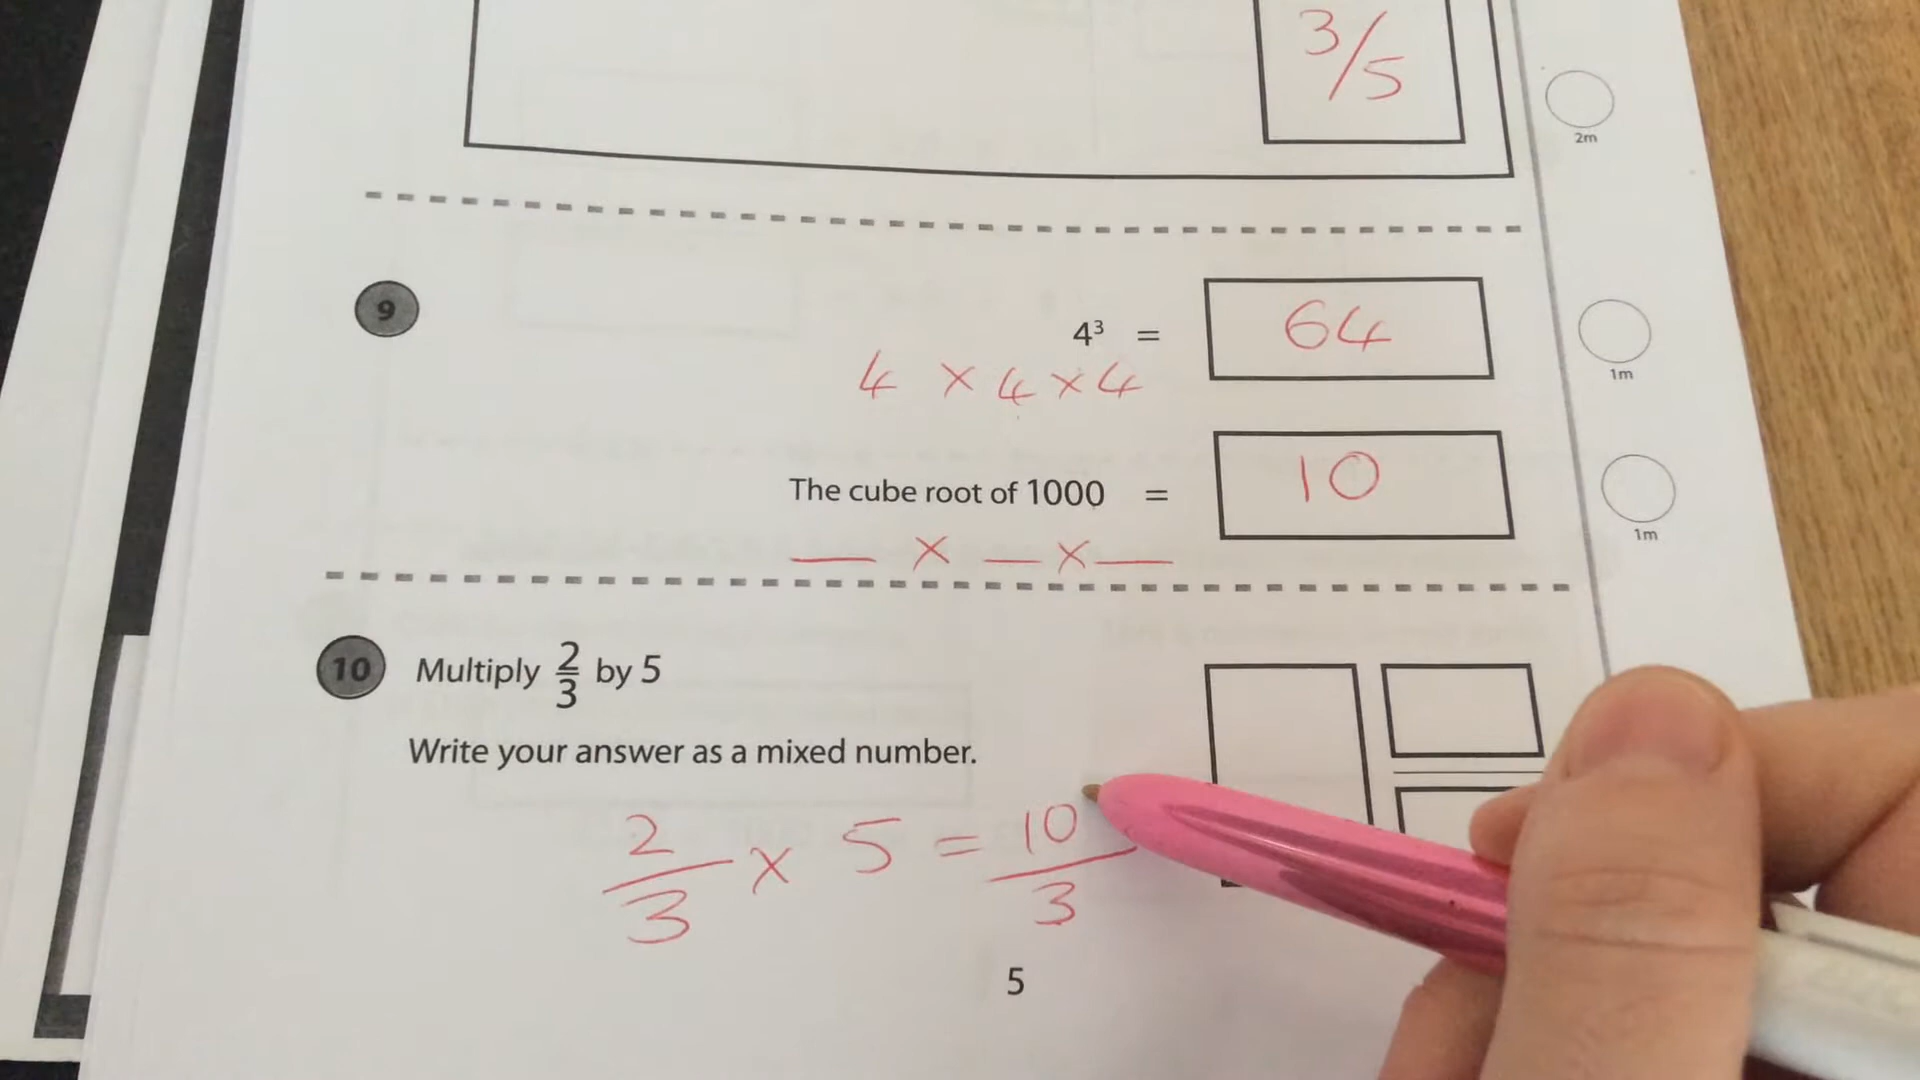 3/5
2m
9
4³ = 64
1m
4 × 4 × 4
The cube root of 1000 = 10
1m
__ × __ × __
10 Multiply 2/3 by 5
Write your answer as a mixed number.
2/3 × 5 = 10/3
5